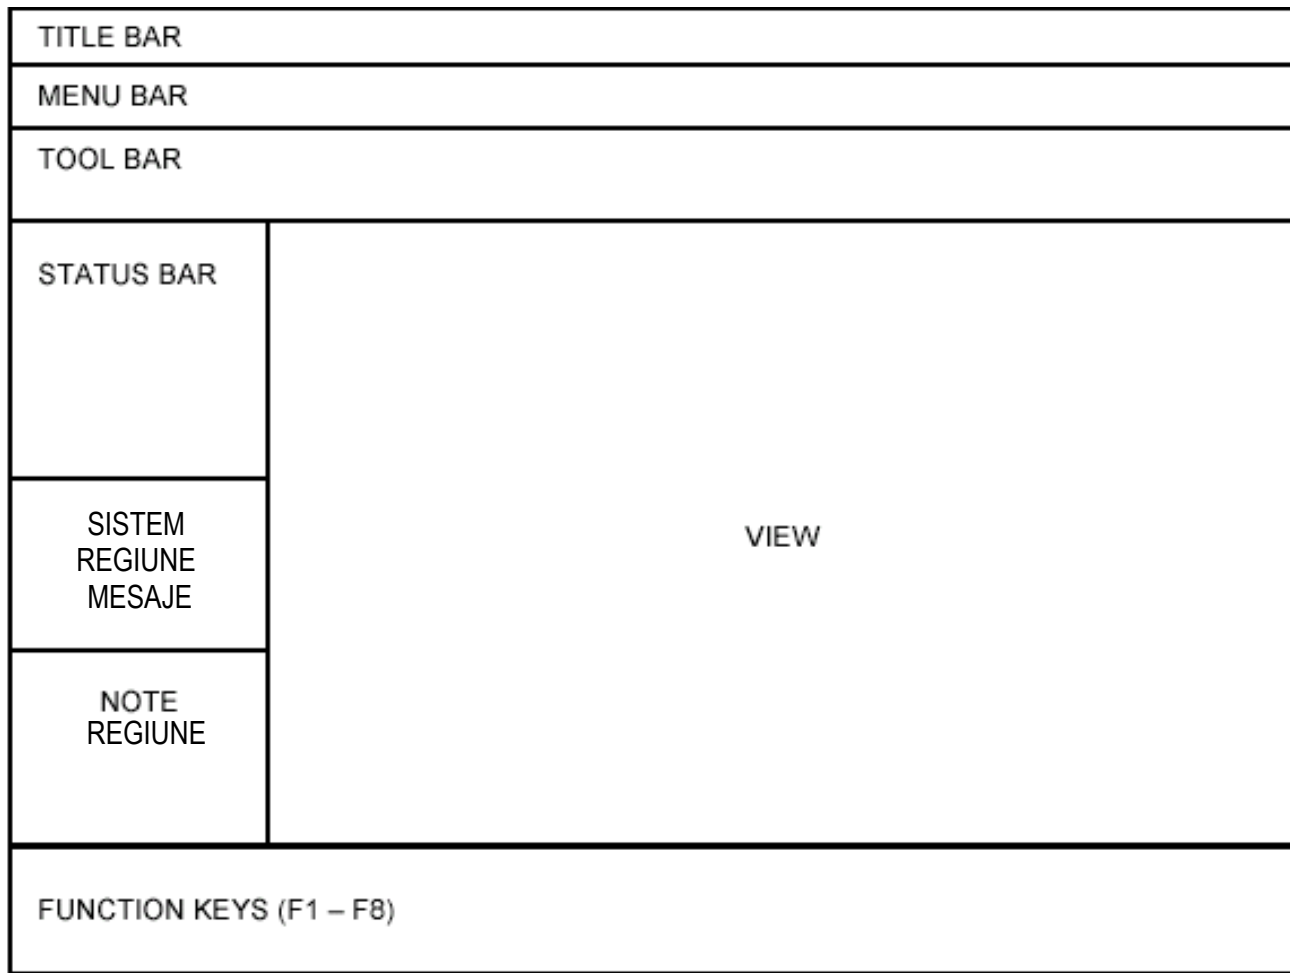 TITLE BAR
MENU BAR
TOOL BAR
STATUS BAR
SISTEM
REGIUNE
MESAJE
VIEW
NOTE
REGIUNE
FUNCTION KEYS (F1 – F8)